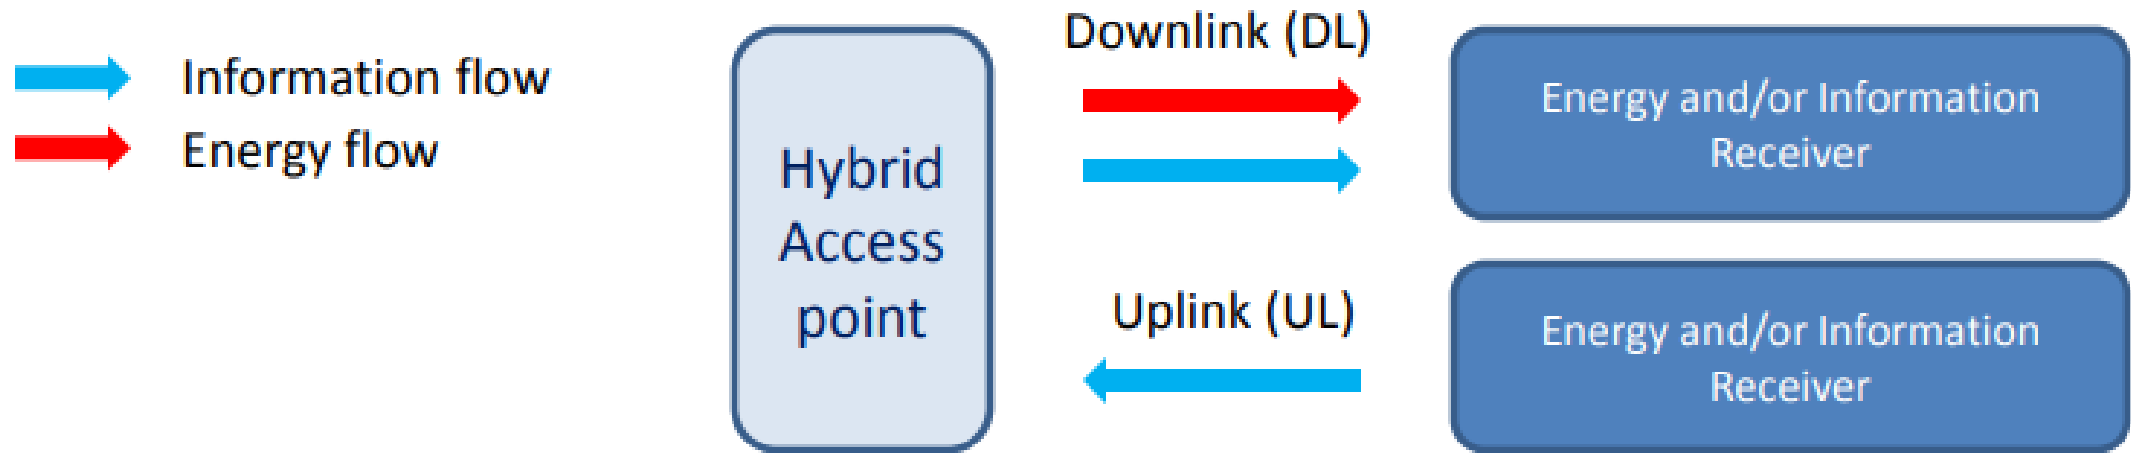 Information flow
Energy flow
Hybrid
Access
point
Downlink (DL)
Uplink (UL)
Energy and/or Information
Receiver
Energy and/or Information
Receiver